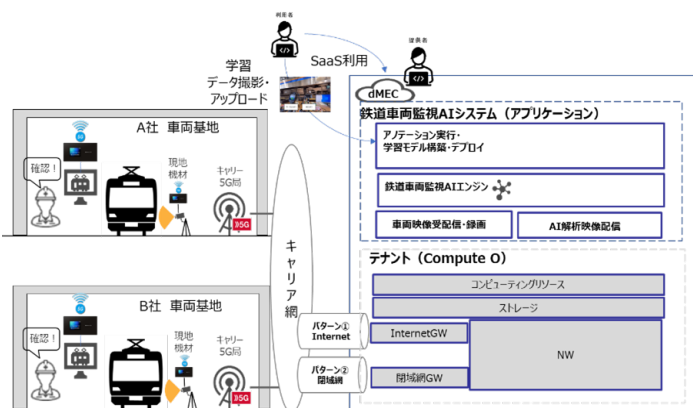 利用者
提供者
学習
データ撮影・
アップロード
SaaS利用
dMEC
鉄道車両監視AIシステム（アプリケーション）
アノテーション実行・
学習モデル構築・デプロイ
鉄道車両監視AIエンジン
車両映像受配信・録画
AI解析映像配信
テナント（Compute O）
コンピューティングリソース
ストレージ
InternetGW
NW
閉域網GW
A社 車両基地
確認！
現地
機材
キャリー
5G局
5G
キャリア網
パターン①
Internet
パターン②
閉域網
B社 車両基地
確認！
現地
機材
キャリー
5G局
5G